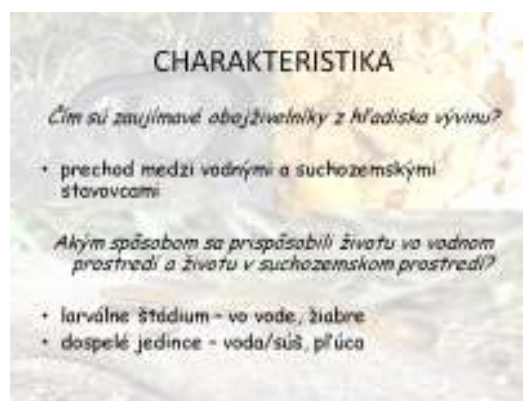 CHARAKTERISTIKA
Čím sú zaujímavé obojživelníky z hľadiska vývinu?
• prechod medzi vodnými a suchozemskými
stavovcami
Akým spôsobom sa prispôsobili životu vo vodnom
prostredí a životu v suchozemskom prostredí?
• larválne štádium - vo vode, žiabre
• dospelé jedince - voda/súš, pľúca